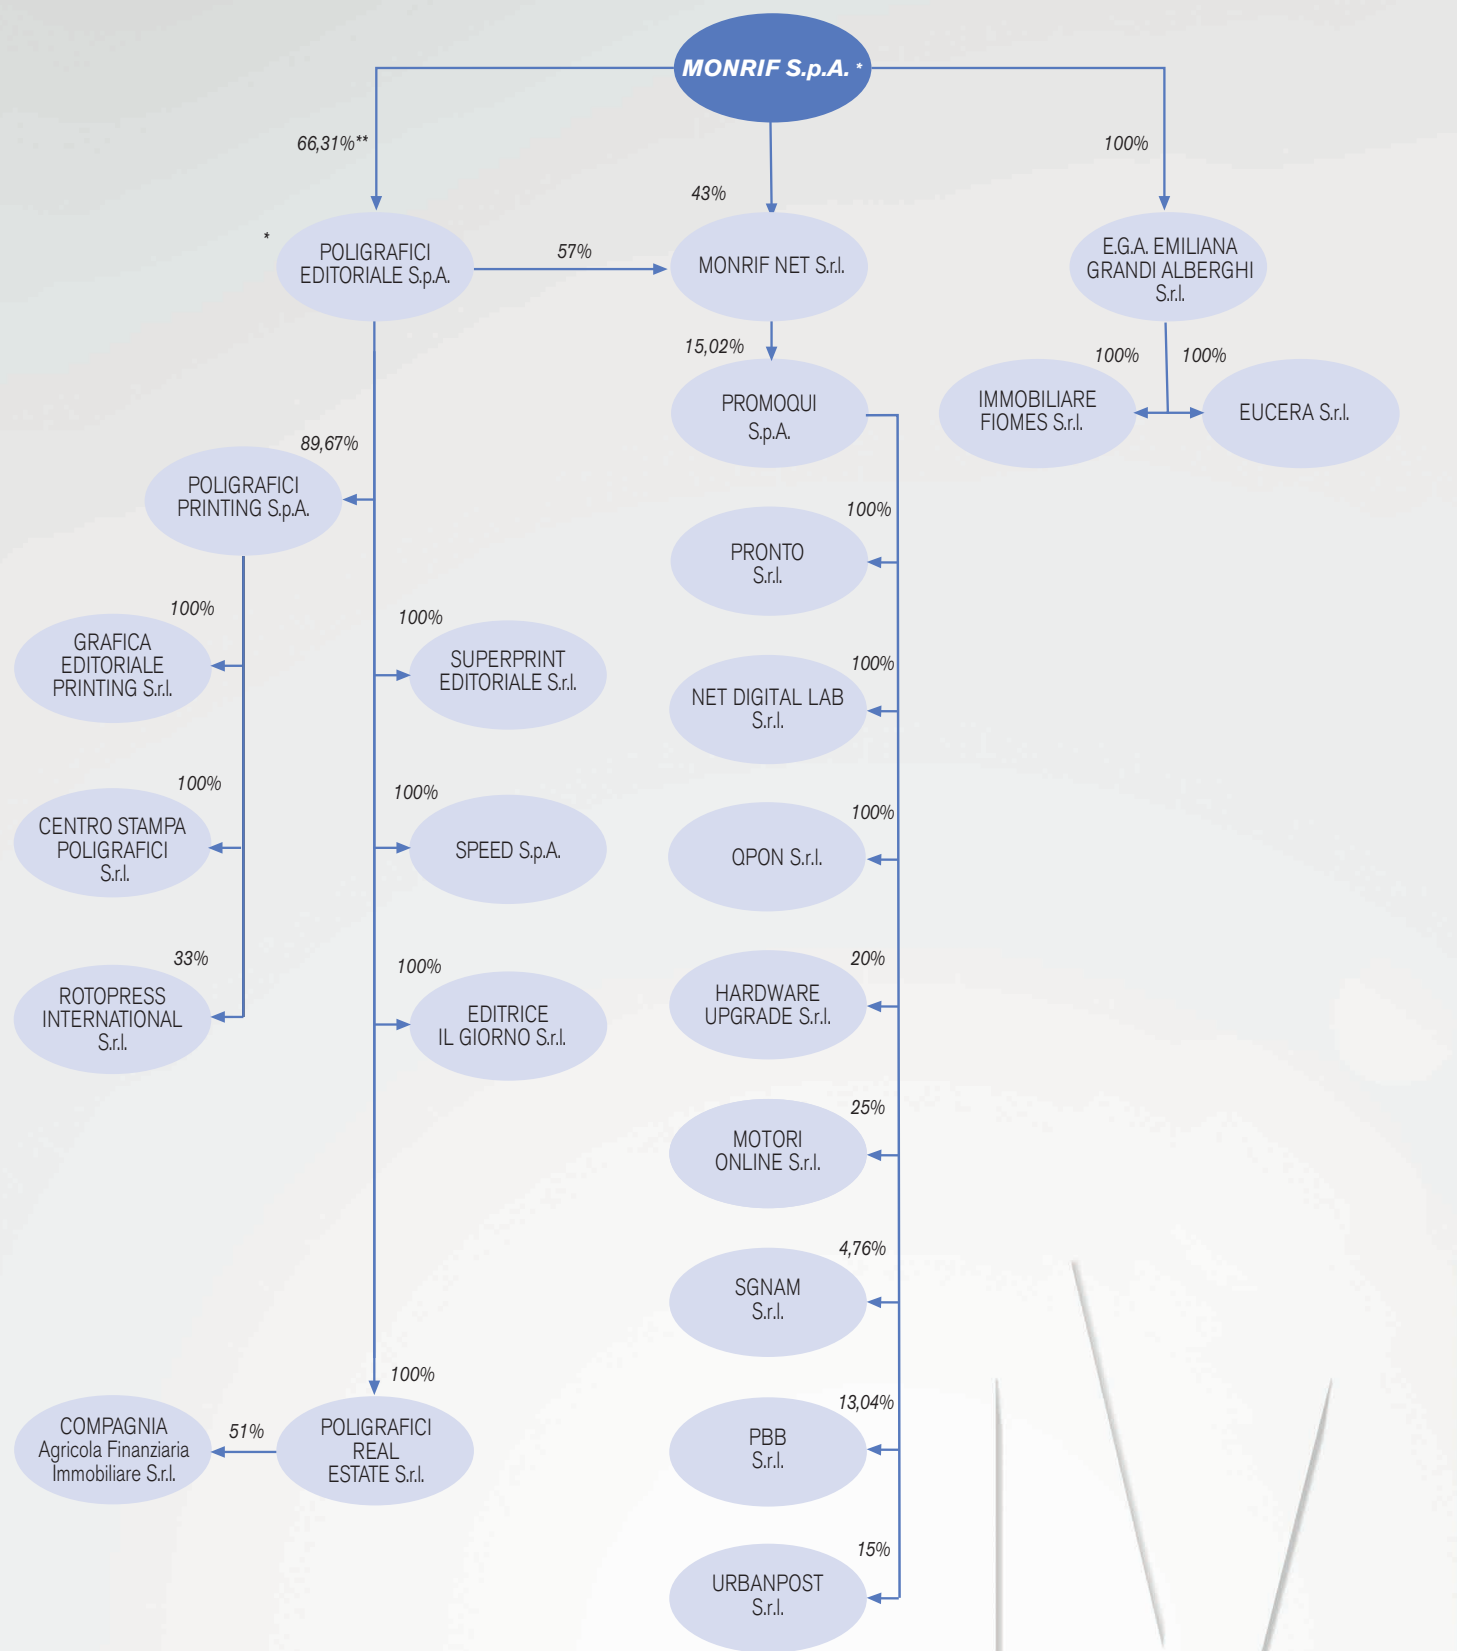 MONRIF S.p.A. *
66,31%**
100%
43%
*
POLIGRAFICI
EDITORIALE S.p.A.
57%
MONRIF NET S.r.l.
E.G.A. EMILIANA
GRANDI ALBERGHI
S.r.l.
15,02%
100%
100%
PROMOQUI
S.p.A.
IMMOBILIARE
FIOMES S.r.l.
EUCERA S.r.l.
89,67%
POLIGRAFICI
PRINTING S.p.A.
100%
PRONTO
S.r.l.
100%
GRAFICA
EDITORIALE
PRINTING S.r.l.
100%
SUPERPRINT
EDITORIALE S.r.l.
100%
NET DIGITAL LAB
S.r.l.
100%
CENTRO STAMPA
POLIGRAFICI
S.r.l.
100%
SPEED S.p.A.
100%
QPON S.r.l.
33%
ROTOPRESS
INTERNATIONAL
S.r.l.
100%
EDITRICE
IL GIORNO S.r.l.
20%
HARDWARE
UPGRADE S.r.l.
25%
MOTORI
ONLINE S.r.l.
4,76%
SGNAM
S.r.l.
100%
COMPAGNIA
Agricola Finanziaria
Immobiliare S.r.l.
51%
POLIGRAFICI
REAL
ESTATE S.r.l.
13,04%
PBB
S.r.l.
15%
URBANPOST
S.r.l.